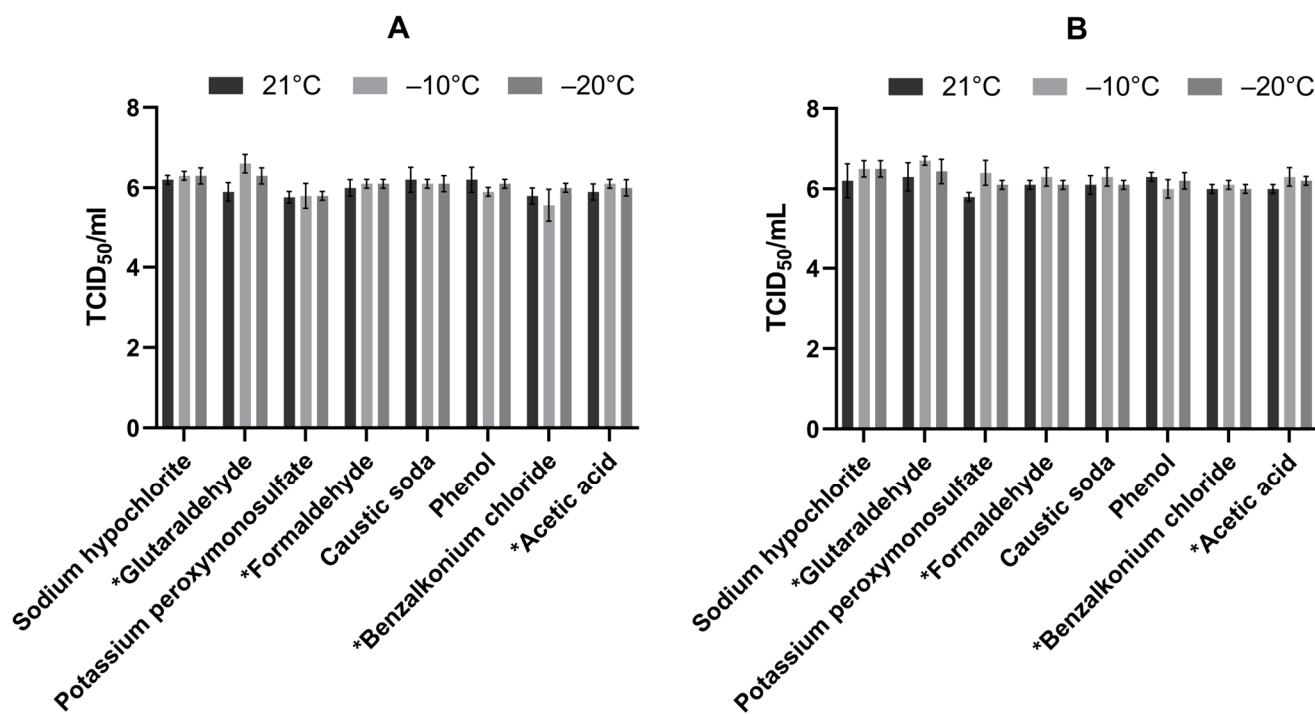 A
21°C –10°C –20°C
TCID50/ml
8
6
4
2
0
Sodium hypochlorite
*Glutaraldehyde
Potassium peroxymonosulfate
*Formaldehyde
Caustic soda
Phenol
*Benzalkonium chloride
*Acetic acid
B
21°C –10°C –20°C
TCID50/mL
8
6
4
2
0
Sodium hypochlorite
*Glutaraldehyde
Potassium peroxymonosulfate
*Formaldehyde
Caustic soda
Phenol
*Benzalkonium chloride
*Acetic acid